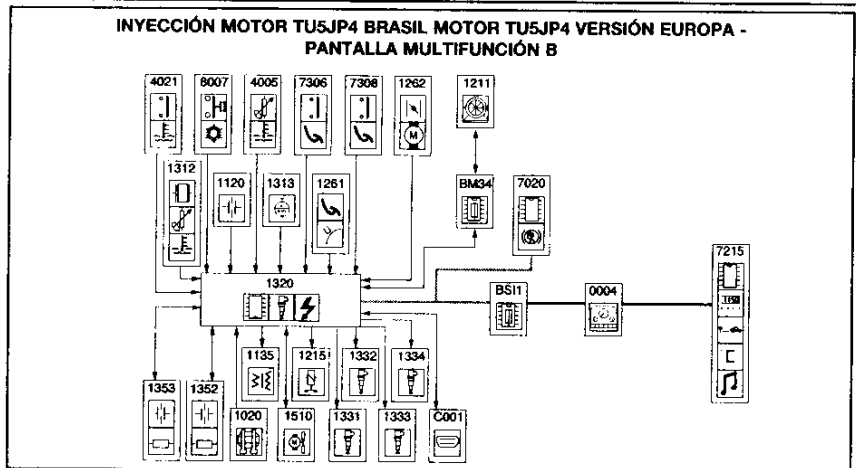 INYECCIÓN MOTOR TU5JP4 BRASIL MOTOR TU5JP4 VERSIÓN EUROPA -
PANTALLA MULTIFUNCIÓN B
4021 8007 4005 7306 7308 1262 1211
1312 1120 1313 1261 BM34 7020
7215
1320 BSI1 0004
1135 1215 1332 1334
1353 1352 1020 1510 1331 1333 C001